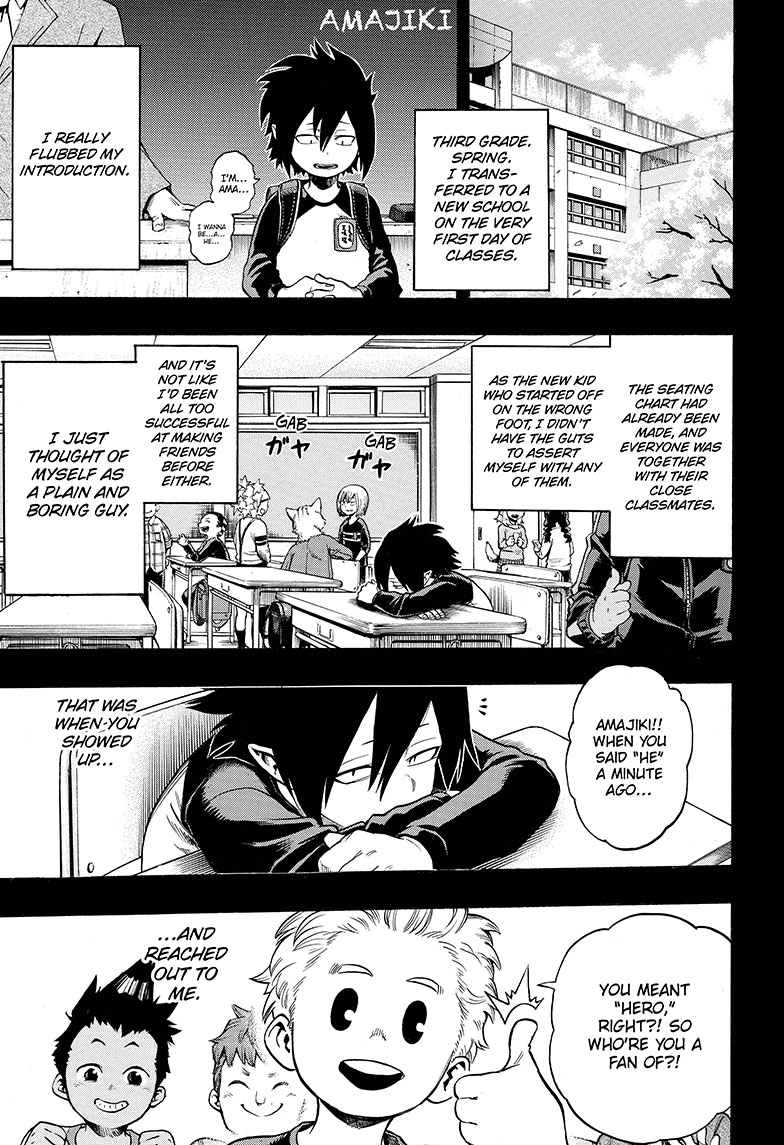 THIRD GRADE.
SPRING.
I TRANS-
FERRED TO A
NEW SCHOOL
ON THE VERY
FIRST DAY OF
CLASSES.
AMAJIKI
I'M...
AMA...
I WANNA
BE...A...
HE...
I REALLY
FLUBBED MY
INTRODUCTION.
THE SEATING
CHART HAD
ALREADY BEEN
MADE, AND
EVERYONE WAS
TOGETHER
WITH THEIR
CLOSE
CLASSMATES.
AS THE NEW KID
WHO STARTED OFF
ON THE WRONG
FOOT, I DIDN'T
HAVE THE GUTS
TO ASSERT
MYSELF WITH ANY
OF THEM.
GAB
ガヤ
GAB
ガヤ
AND IT'S
NOT LIKE
I'D BEEN
ALL TOO
SUCCESSFUL
AT MAKING
FRIENDS
BEFORE
EITHER.
I JUST
THOUGHT OF
MYSELF AS
A PLAIN AND
BORING GUY.
AMAJIKI!!
WHEN YOU
SAID "HE"
A MINUTE
AGO...
THAT WAS
WHEN YOU
SHOWED
UP...
YOU MEANT
"HERO,"
RIGHT?! SO
WHO'RE YOU A
FAN OF?!
...AND
REACHED
OUT TO
ME.